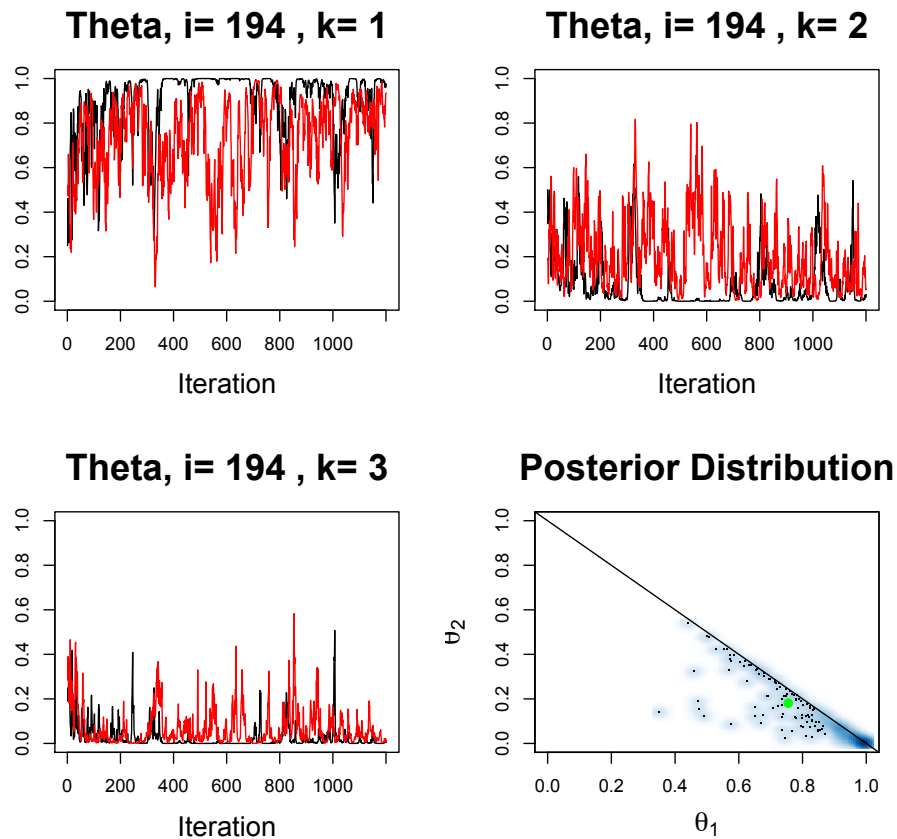 Theta, i= 194 , k= 1
1.0
0.8
0.6
0.4
0.2
0.0
0 200 400 600 800 1000
Iteration
Theta, i= 194 , k= 2
1.0
0.8
0.6
0.4
0.2
0.0
0 200 400 600 800 1000
Iteration
Theta, i= 194 , k= 3
1.0
0.8
0.6
0.4
0.2
0.0
0 200 400 600 800 1000
Iteration
Posterior Distribution
θ2
1.0
0.8
0.6
0.4
0.2
0.0
0.0 0.2 0.4 0.6 0.8 1.0
θ1